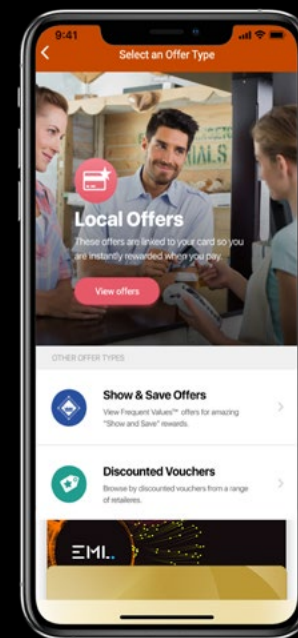 9:41
Select an Offer Type
Local Offers
These offers are linked to your card so you
are instantly rewarded when you pay.
View offers
OTHER OFFER TYPES
Show & Save Offers
View Frequent Values™ offers for amazing
"Show and Save" rewards.
Discounted Vouchers
Browse by discounted vouchers from a range
of retaileres.
EML